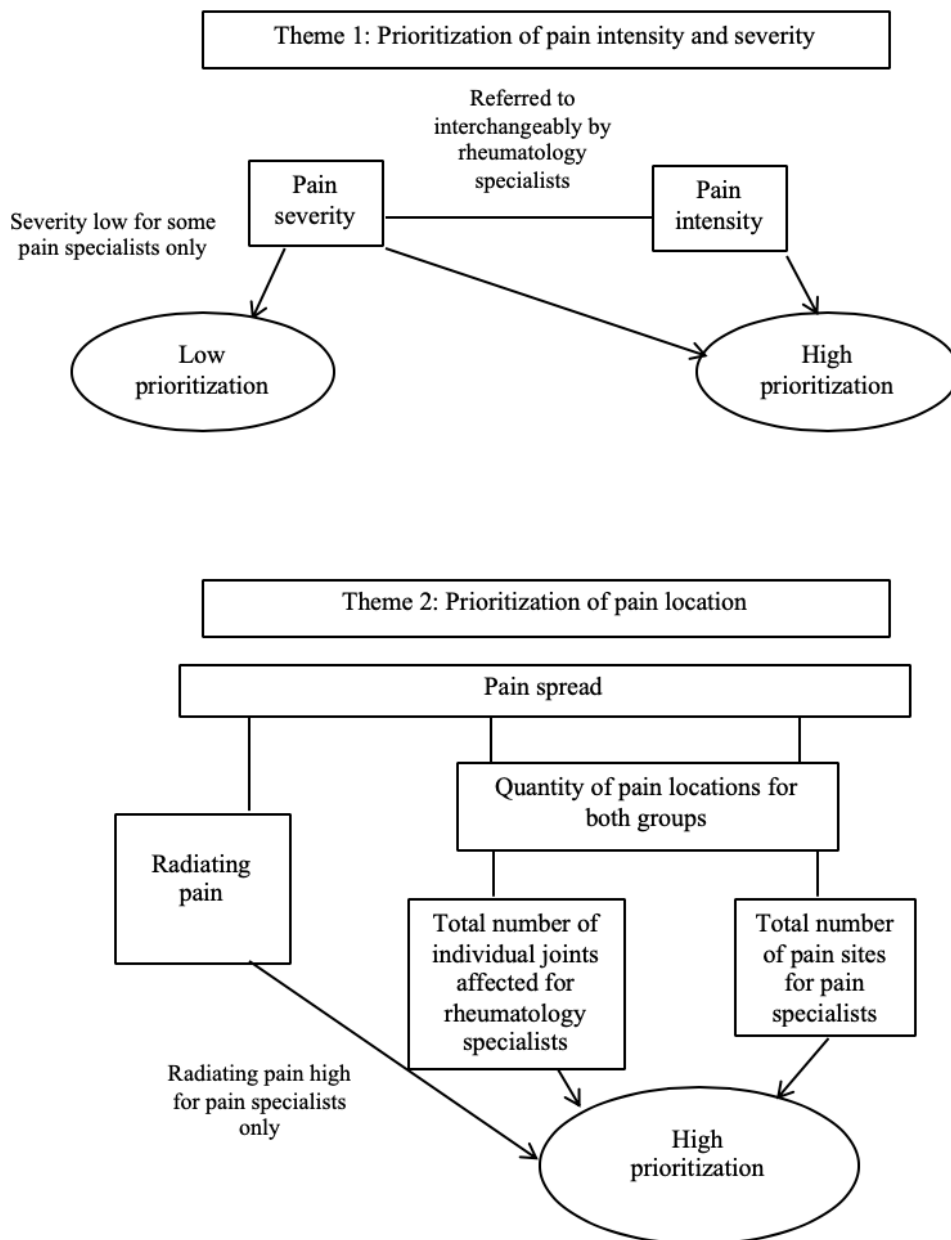 Theme 1: Prioritization of pain intensity and severity
Referred to
interchangeably by
rheumatology
specialists
Pain
severity
Pain
intensity
Severity low for some
pain specialists only
Low
prioritization
High
prioritization
Theme 2: Prioritization of pain location
Pain spread
Quantity of pain locations for
both groups
Radiating
pain
Total number of
individual joints
affected for
rheumatology
specialists
Total number
of pain sites
for pain
specialists
Radiating pain high
for pain specialists
only
High
prioritization